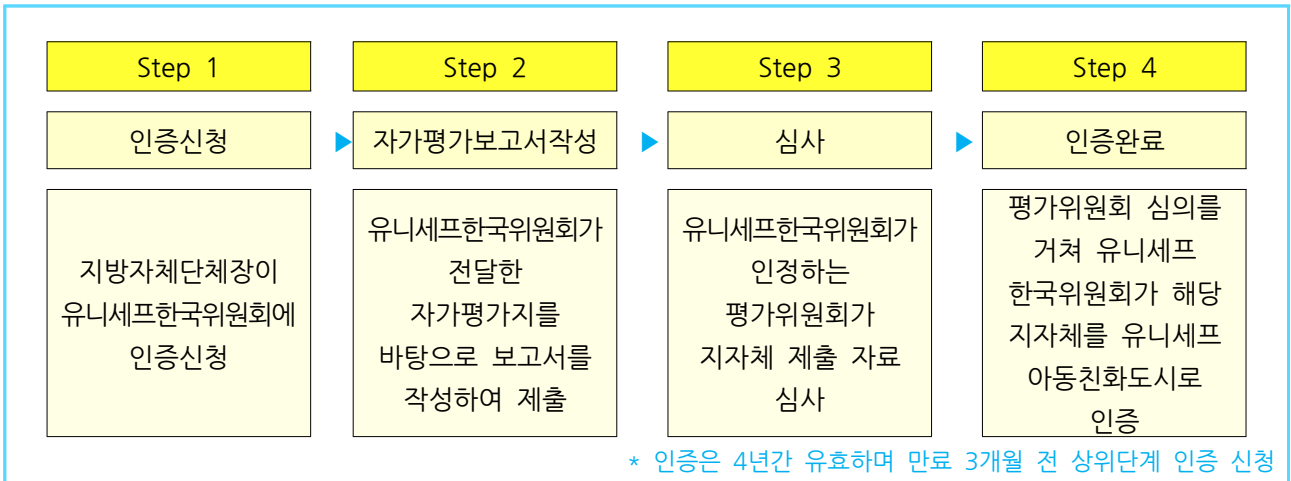 Step 1
인증신청
지방자체단체장이
유니세프한국위원회에
인증신청
Step 2
자가평가보고서작성
유니세프한국위원회가
전달한
자가평가지를
바탕으로 보고서를
작성하여 제출
Step 3
심사
유니세프한국위원회가
인정하는
평가위원회가
지자체 제출 자료
심사
Step 4
인증완료
평가위원회 심의를
거쳐 유니세프
한국위원회가 해당
지자체를 유니세프
아동친화도시로
인증
* 인증은 4년간 유효하며 만료 3개월 전 상위단계 인증 신청